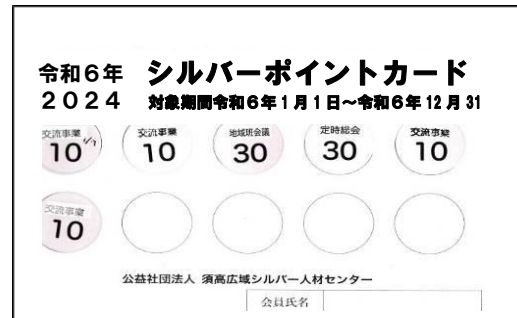 令和６年 シルバーポイントカード
２０２４ 対象期間令和６年１月１日～令和６年12月31
交流事業 交流事業 地域班会議 定時総会 交流事業
10 10 30 30 10
交流事業
10
公益社団法人 須高広域シルバー人材センター
会員氏名